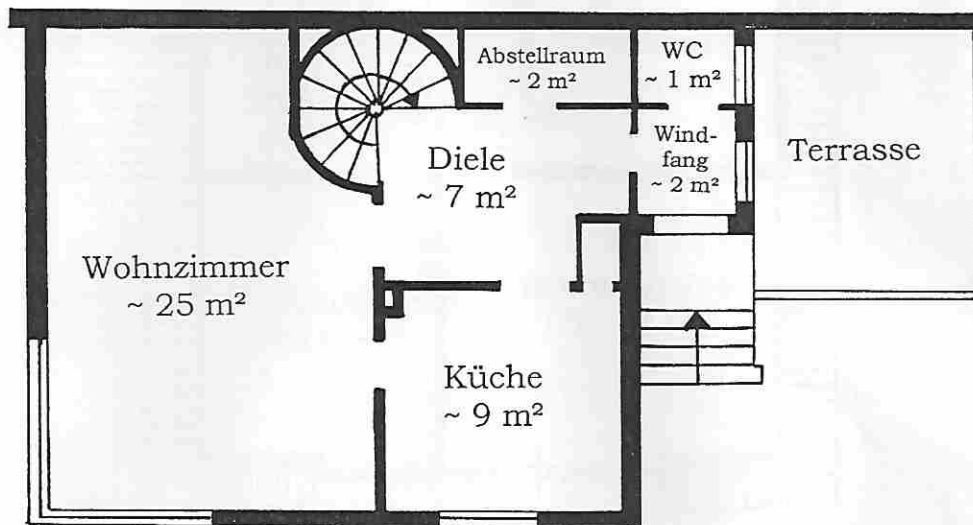 Abstellraum
~ 2 m²
WC
~ 1 m²
Wind-
fang
~ 2 m²
Terrasse
Diele
~ 7 m²
Wohnzimmer
~ 25 m²
Küche
~ 9 m²